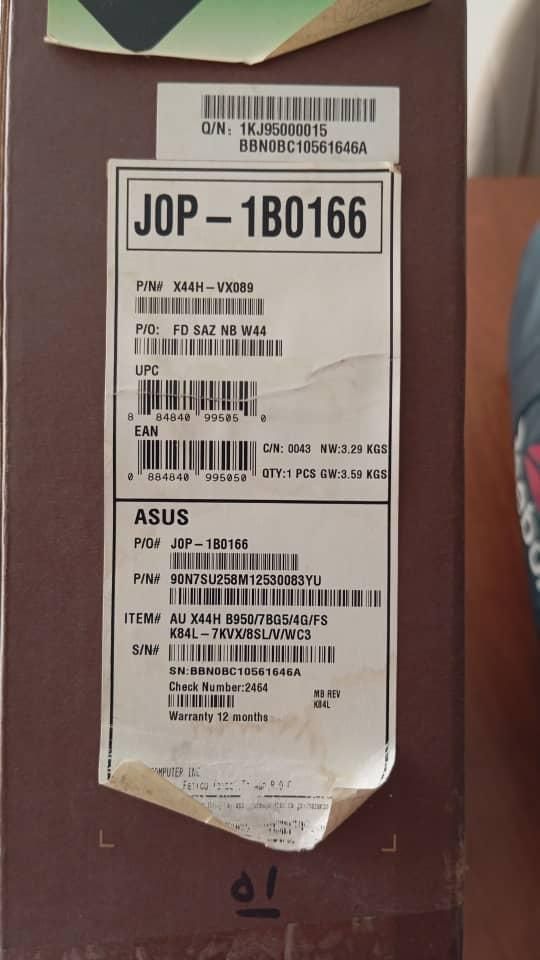 Q/N: 1KJ95000015
BBN0BC10561646A
J0P-1B0166
P/N# X44H-VX089
P/O: FD SAZ NB W44
UPC
8 84840 99505 0
EAN
0 884840 995050
C/N: 0043 NW:3.29 KGS
QTY:1 PCS GW:3.59 KGS
ASUS
P/O# J0P-1B0166
P/N# 90N7SU258M12530083YU
ITEM# AU X44H B950/7BG5/4G/FS
K84L-7KVX/8SL/V/WC3
S/N#
SN:BBN0BC10561646A
Check Number:2464
MB REV
K84L
Warranty 12 months
COMPUTER INC
01